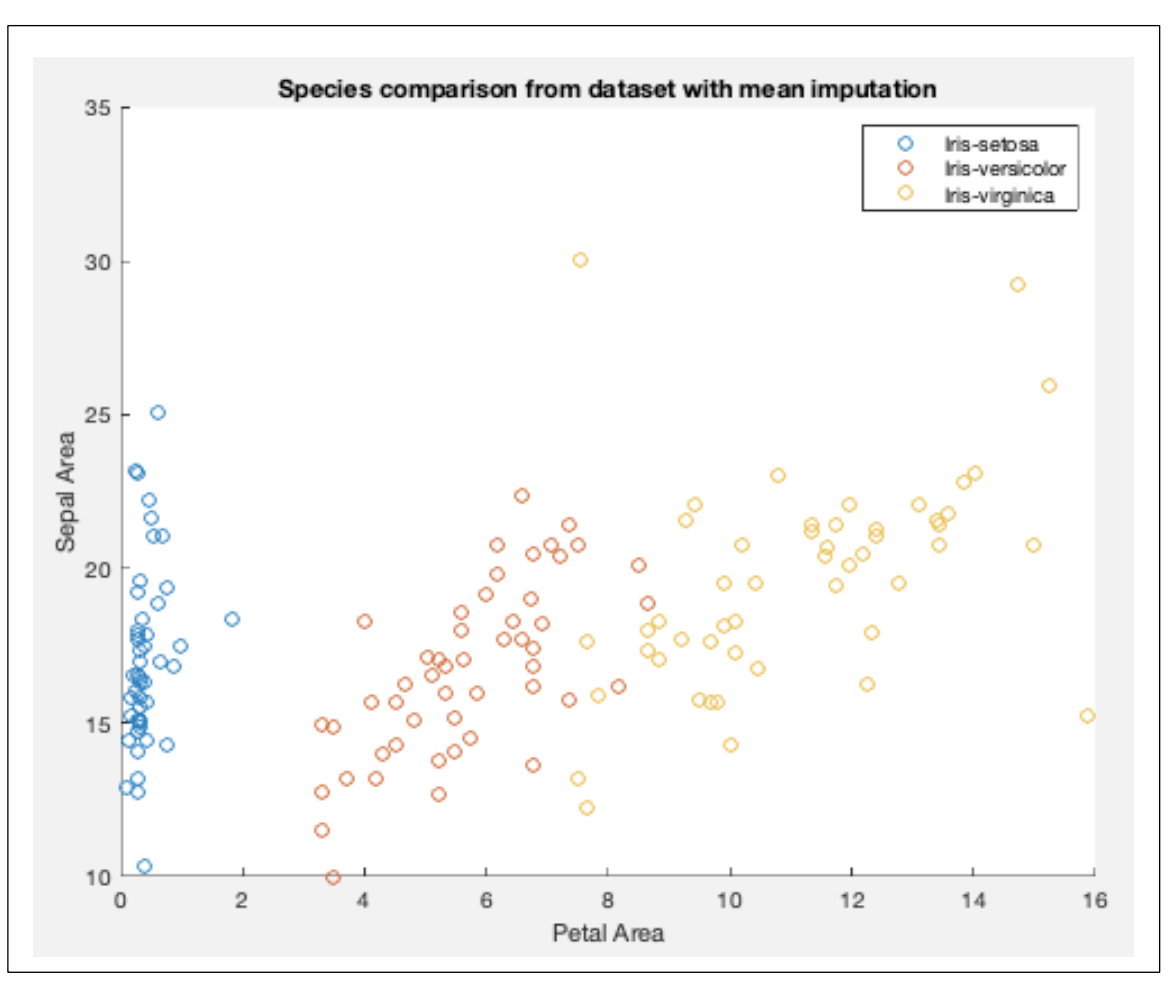 Species comparison from dataset with mean imputation
35
30
25
20
15
10
Sepal Area
Iris-setosa
Iris-versicolor
Iris-virginica
0 2 4 6 8 10 12 14 16
Petal Area